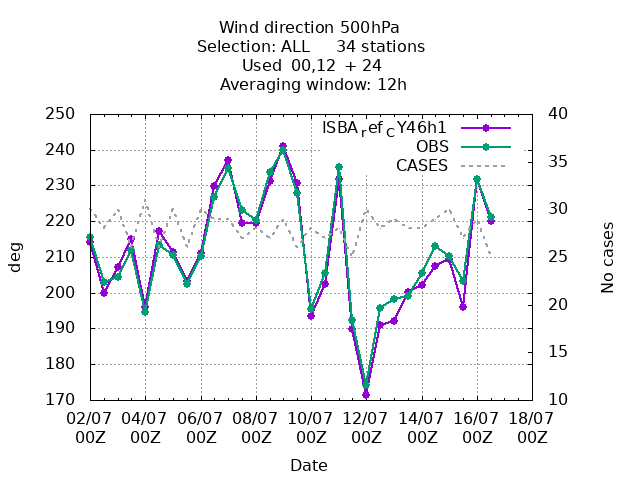 Wind direction 500hPa
Selection: ALL 34 stations
Used 00,12 + 24
Averaging window: 12h
250 40
ISBA_ref_CY46h1
240
OBS
35
CASES
230
30
220
210 25
deg
No cases
200 20
190
15
180
170 10
02/07 04/07 06/07 08/07 10/07 12/07 14/07 16/07 18/07
00Z 00Z 00Z 00Z 00Z 00Z 00Z 00Z 00Z
Date